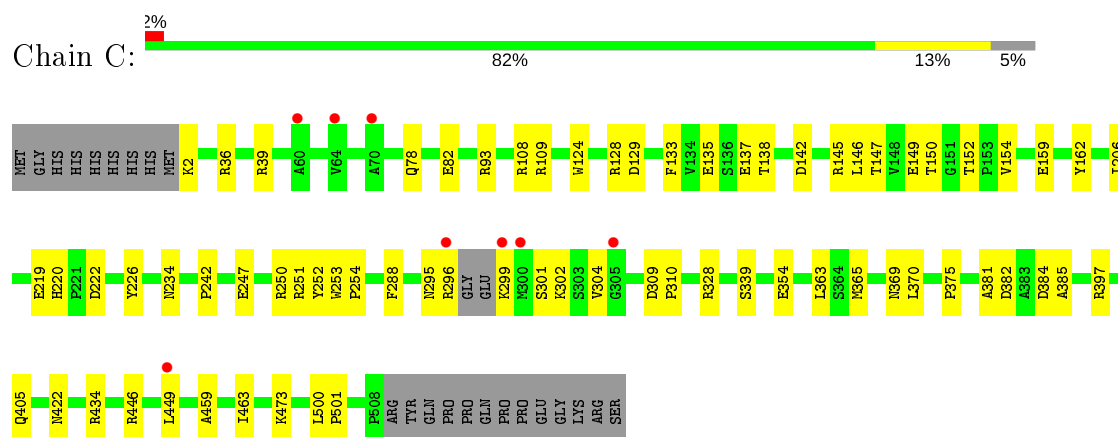 2%
Chain C:
82% 13% 5%
MET GLY HIS HIS HIS HIS HIS HIS MET K2 R36 R39 A60 V64 A70 Q78 E82 R93 R108 R109 W124 R128 D129 F133 V134 E135 S136 E137 T138 D142 R145 L146 T147 V148 E149 T150 G151 T152 P153 V154 E159 Y162
E219 H220 P221 D222 Y226 N234 P242 E247 R250 R251 Y252 W253 P254 F288 N295 R296 GLY GLU K299 M300 S301 K302 S303 V304 G305 D309 P310 R328 S339 E354 L363 S364 M365 N369 L370 P375 A381 D382 A383 D384 A385 R397
Q405 N422 R434 R446 L449 A459 I463 K473 L500 P501 P508 ARG TYR GLN PRO PRO GLN PRO PRO GLU GLY LYS ARG SER